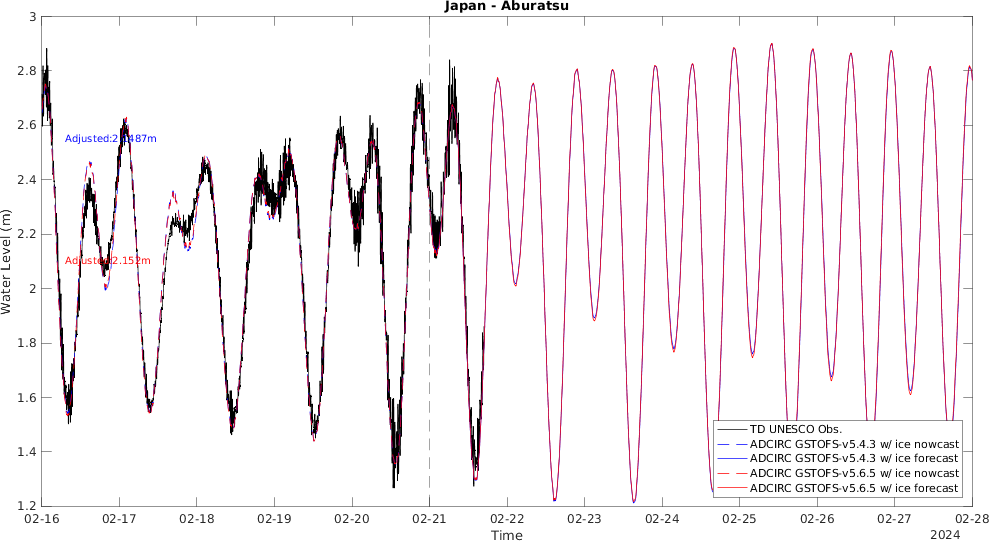 Japan - Aburatsu
3
2.8
2.6
2.4
2.2
2
1.8
1.6
1.4
1.2
Water Level (m)
Adjusted:2.1487m
Adjusted:2.152m
TD UNESCO Obs.
ADCIRC GSTOFS-v5.4.3 w/ ice nowcast
ADCIRC GSTOFS-v5.4.3 w/ ice forecast
ADCIRC GSTOFS-v5.6.5 w/ ice nowcast
ADCIRC GSTOFS-v5.6.5 w/ ice forecast
02-16 02-17 02-18 02-19 02-20 02-21 02-22 02-23 02-24 02-25 02-26 02-27 02-28
Time
2024